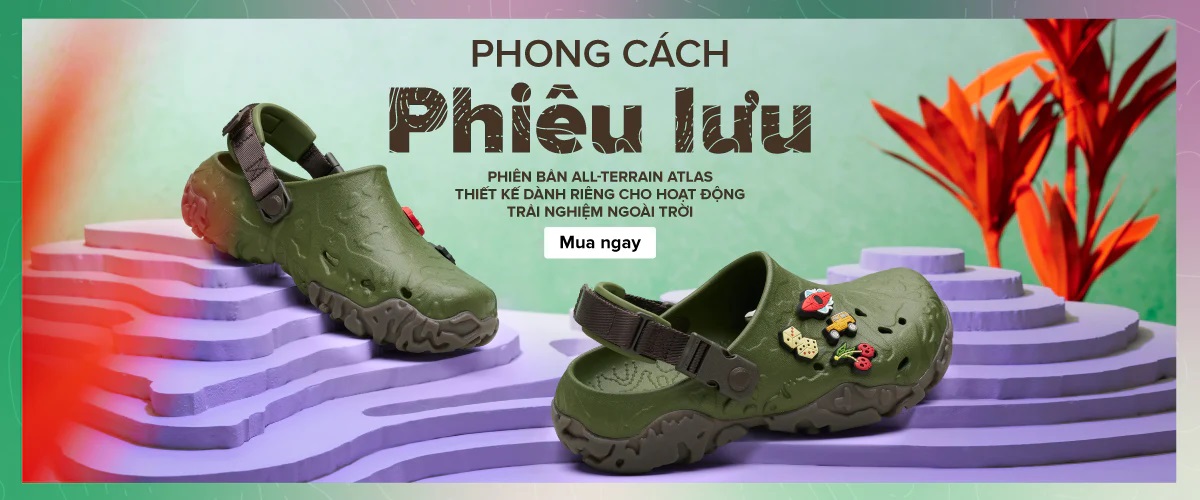 PHONG CÁCH
Phiêu lưu
PHIÊN BẢN ALL-TERRAIN ATLAS
THIẾT KẾ DÀNH RIÊNG CHO HOẠT ĐỘNG
TRẢI NGHIỆM NGOÀI TRỜI
Mua ngay